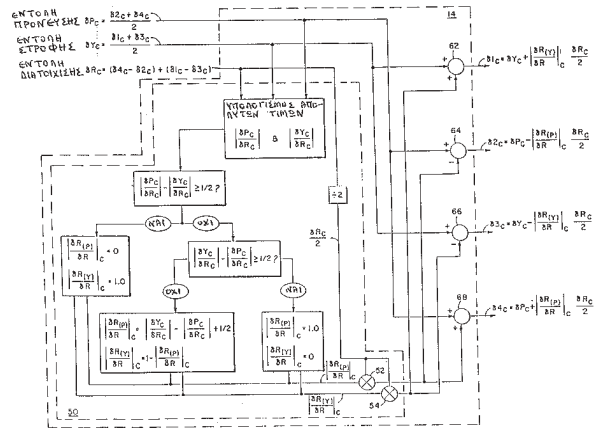 ΕΝΤΟΛΗ ΠΡΟΝΕΥΣΗΣ δP_C = (δ2_C + δ4_C) / 2
ΕΝΤΟΛΗ ΣΤΡΟΦΗΣ δY_C = (δ1_C + δ3_C) / 2
ΕΝΤΟΛΗ ΔΙΑΤΟΙΧΙΣΗΣ δR_C = (δ4_C - δ2_C) + (δ1_C - δ3_C)
14
62
δ1_C = δY_C + |δR(Y)/δR|_C δR_C/2
ΥΠΟΛΟΓΙΣΜΟΣ ΑΠΟΛΥΤΩΝ ΤΙΜΩΝ
|δP_C/δR_C| & |δY_C/δR_C|
64
δ2_C = δP_C - |δR(P)/δR|_C δR_C/2
|δP_C/δR_C| - |δY_C/δR_C| ≥ 1/2 ?
÷2
ΝΑΙ
ΟΧΙ
δR_C/2
66
δ3_C = δY_C - |δR(Y)/δR|_C δR_C/2
|δR(P)/δR|_C = 0
|δR(Y)/δR|_C = 1.0
|δY_C/δR_C| - |δP_C/δR_C| ≥ 1/2 ?
ΟΧΙ
ΝΑΙ
68
δ4_C = δP_C + |δR(P)/δR|_C δR_C/2
|δR(P)/δR|_C = |δY_C/δR_C| - |δP_C/δR_C| + 1/2
|δR(Y)/δR|_C = 1 - |δR(P)/δR|_C
|δR(P)/δR|_C = 1.0
|δR(Y)/δR|_C = 0
|δR(P)/δR|_C
52
54
|δR(Y)/δR|_C
50